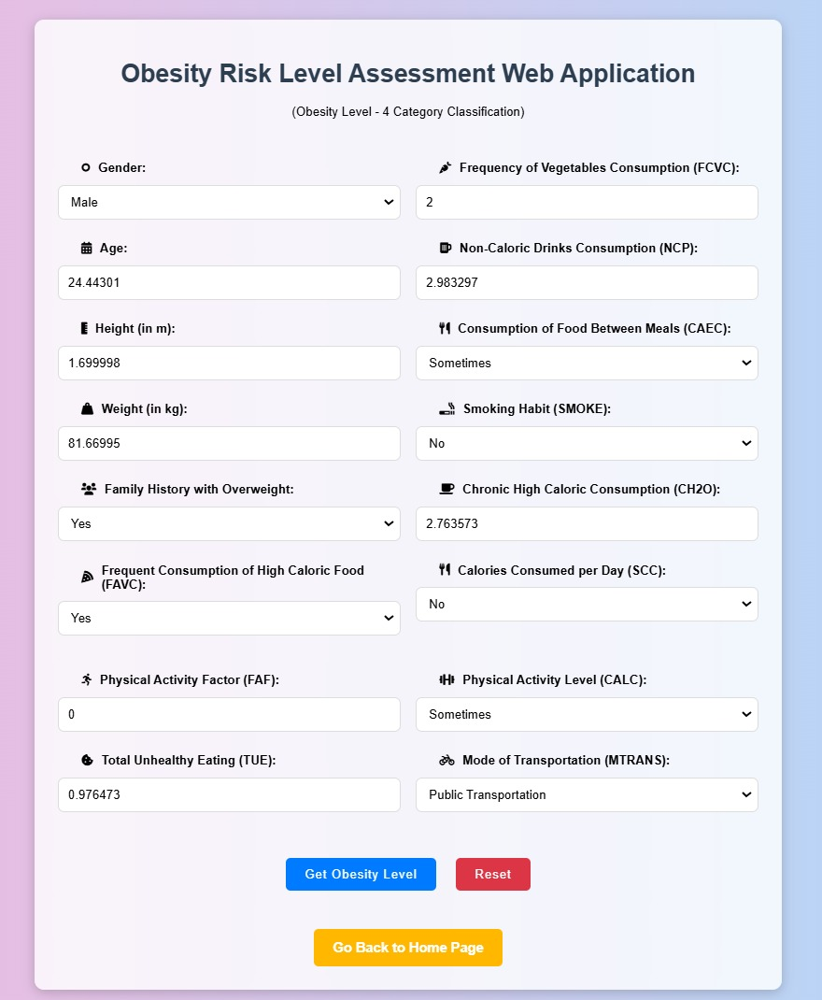 Obesity Risk Level Assessment Web Application
(Obesity Level - 4 Category Classification)
Gender:
Male
Frequency of Vegetables Consumption (FCVC):
2
Age:
24.44301
Non-Caloric Drinks Consumption (NCP):
2.983297
Height (in m):
1.699998
Consumption of Food Between Meals (CAEC):
Sometimes
Weight (in kg):
81.66995
Smoking Habit (SMOKE):
No
Family History with Overweight:
Yes
Chronic High Caloric Consumption (CH2O):
2.763573
Frequent Consumption of High Caloric Food
(FAVC):
Yes
Calories Consumed per Day (SCC):
No
Physical Activity Factor (FAF):
0
Physical Activity Level (CALC):
Sometimes
Total Unhealthy Eating (TUE):
0.976473
Mode of Transportation (MTRANS):
Public Transportation
Get Obesity Level
Reset
Go Back to Home Page